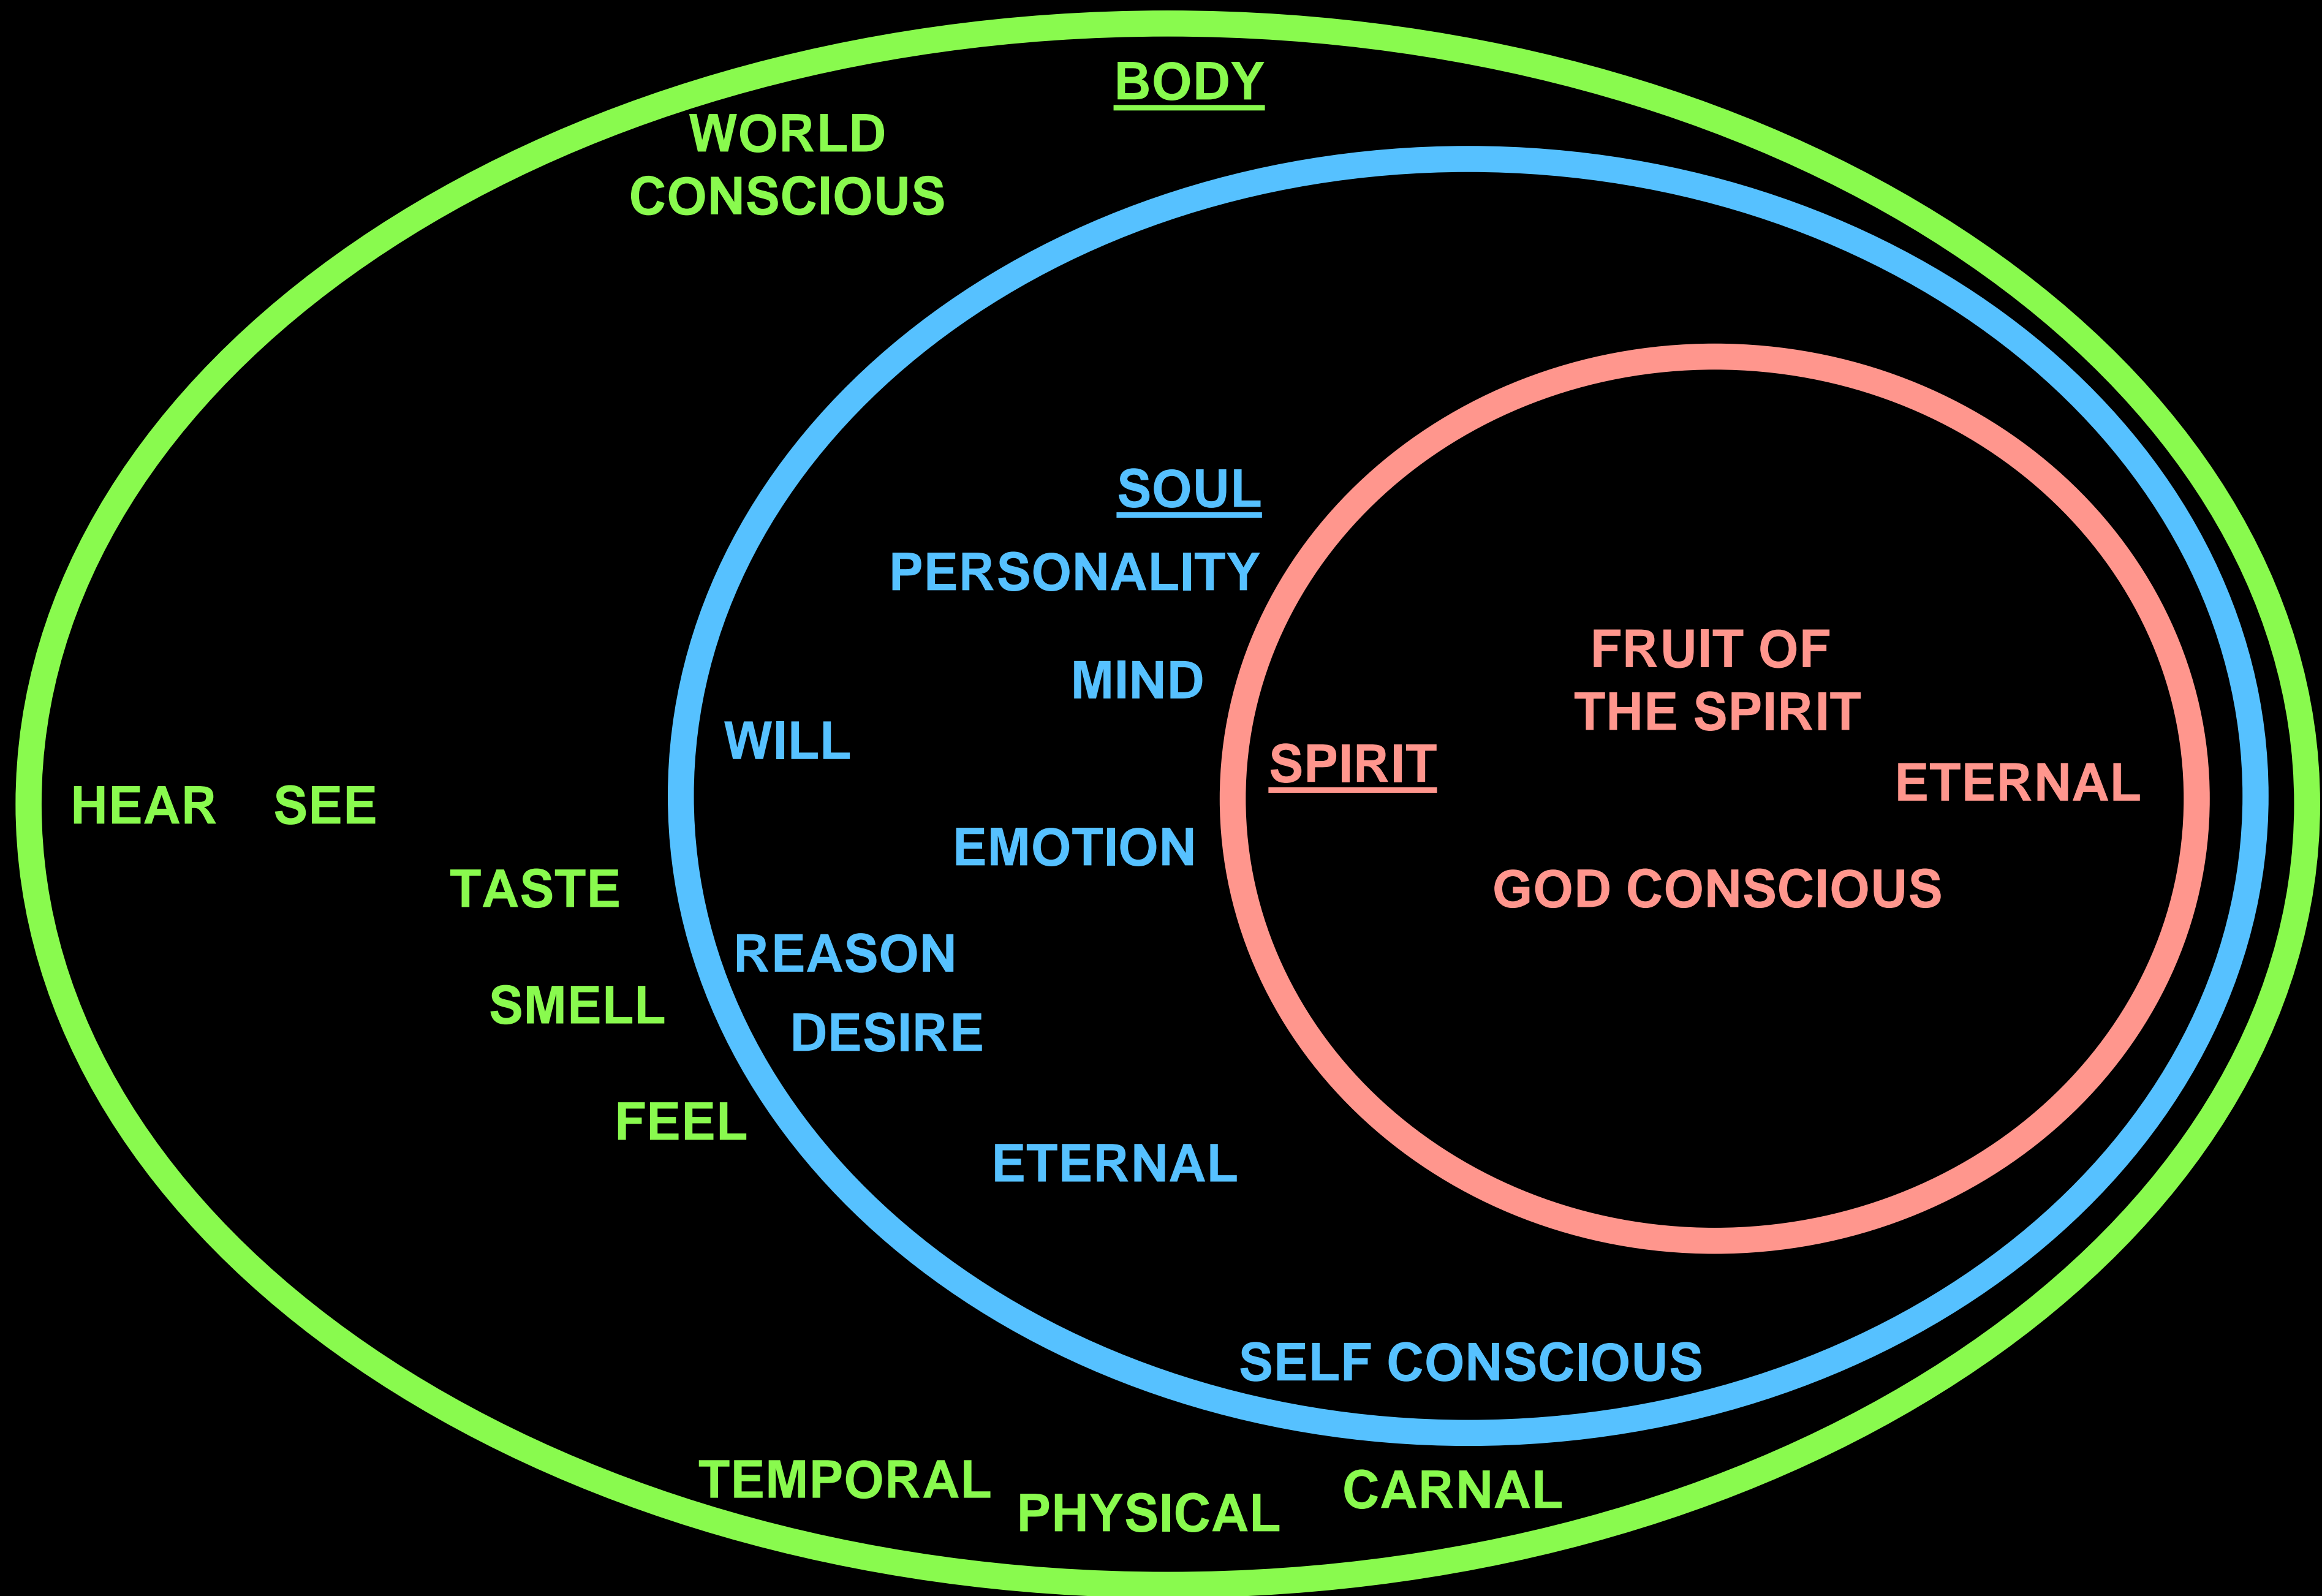 BODY
WORLD
CONSCIOUS
SOUL
PERSONALITY
MIND
WILL
EMOTION
REASON
DESIRE
ETERNAL
SELF CONSCIOUS
SPIRIT
FRUIT OF
THE SPIRIT
ETERNAL
GOD CONSCIOUS
HEAR SEE
TASTE
SMELL
FEEL
TEMPORAL
PHYSICAL
CARNAL